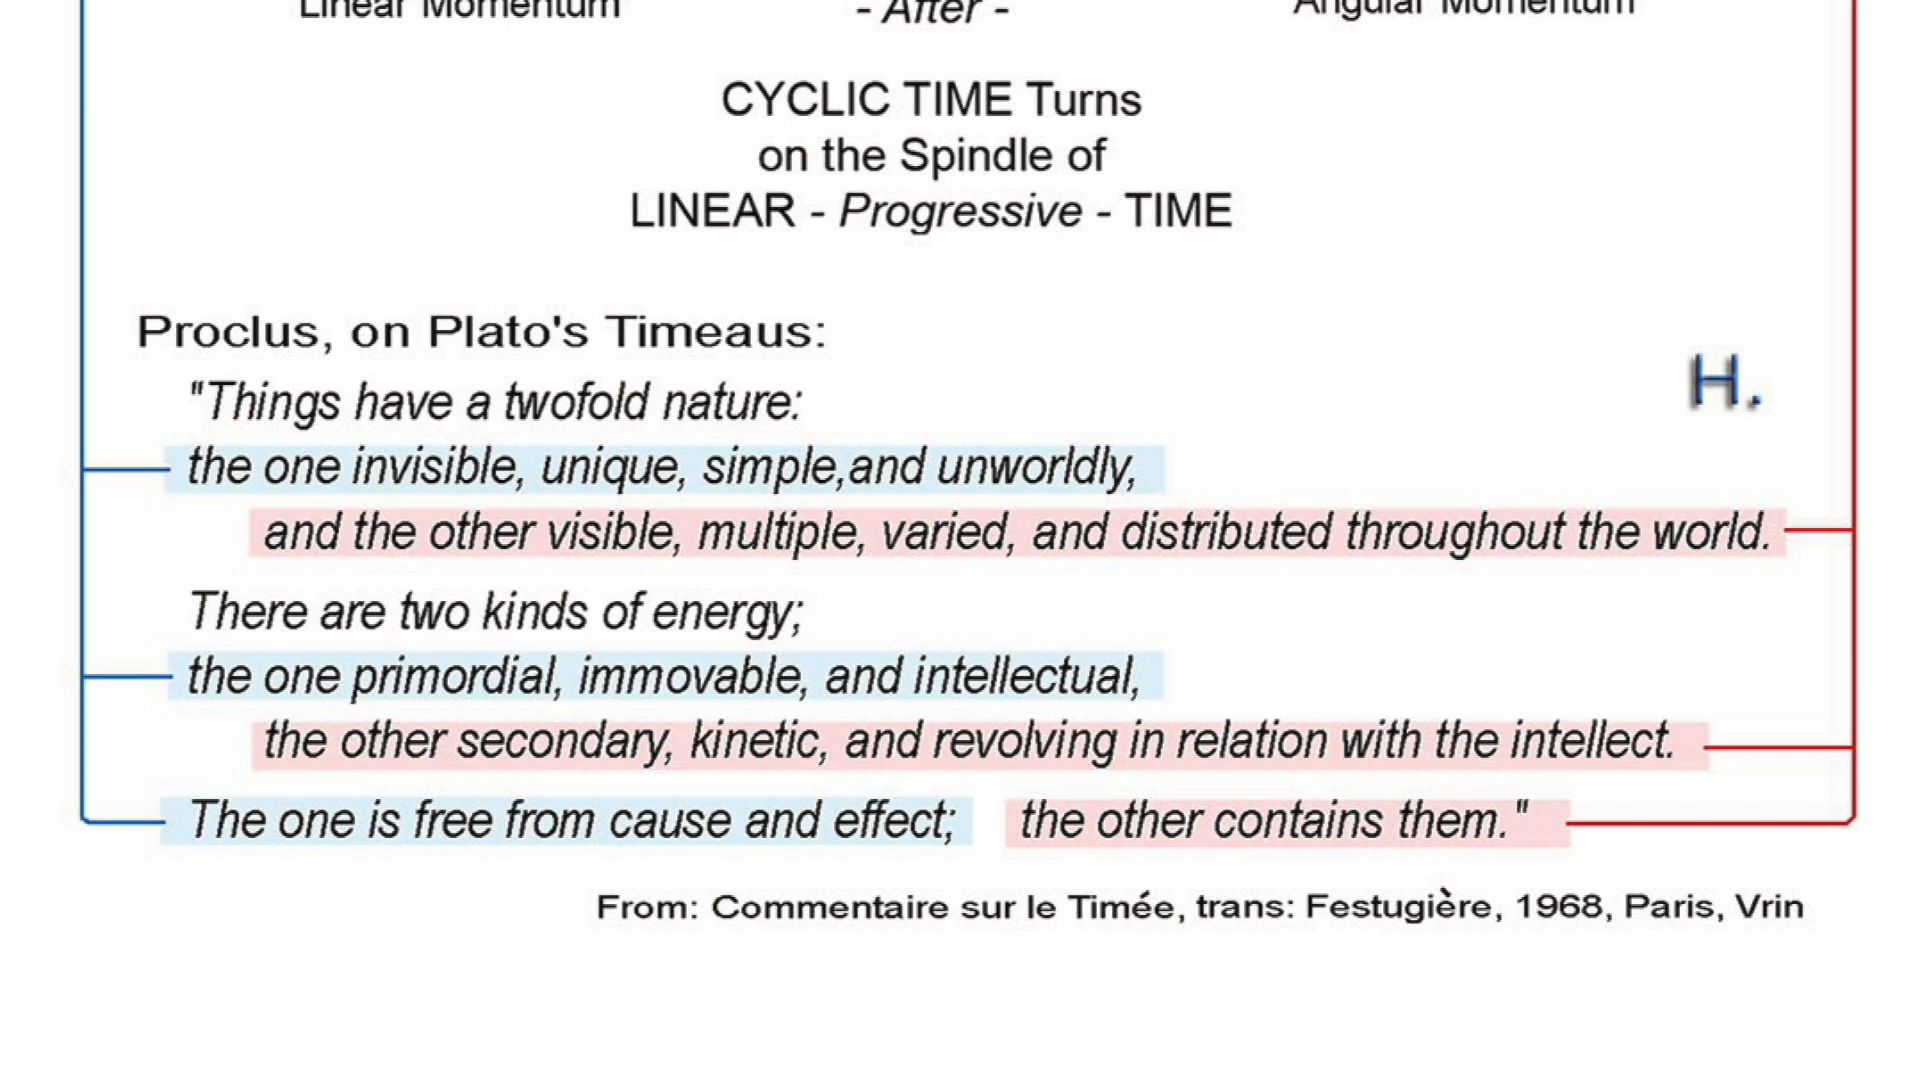 Linear Momentum - After - Angular Momentum
CYCLIC TIME Turns
on the Spindle of
LINEAR - Progressive - TIME
Proclus, on Plato's Timeaus:
"Things have a twofold nature:
H.
the one invisible, unique, simple,and unworldly,
and the other visible, multiple, varied, and distributed throughout the world.
There are two kinds of energy;
the one primordial, immovable, and intellectual,
the other secondary, kinetic, and revolving in relation with the intellect.
The one is free from cause and effect; the other contains them."
From: Commentaire sur le Timée, trans: Festugière, 1968, Paris, Vrin